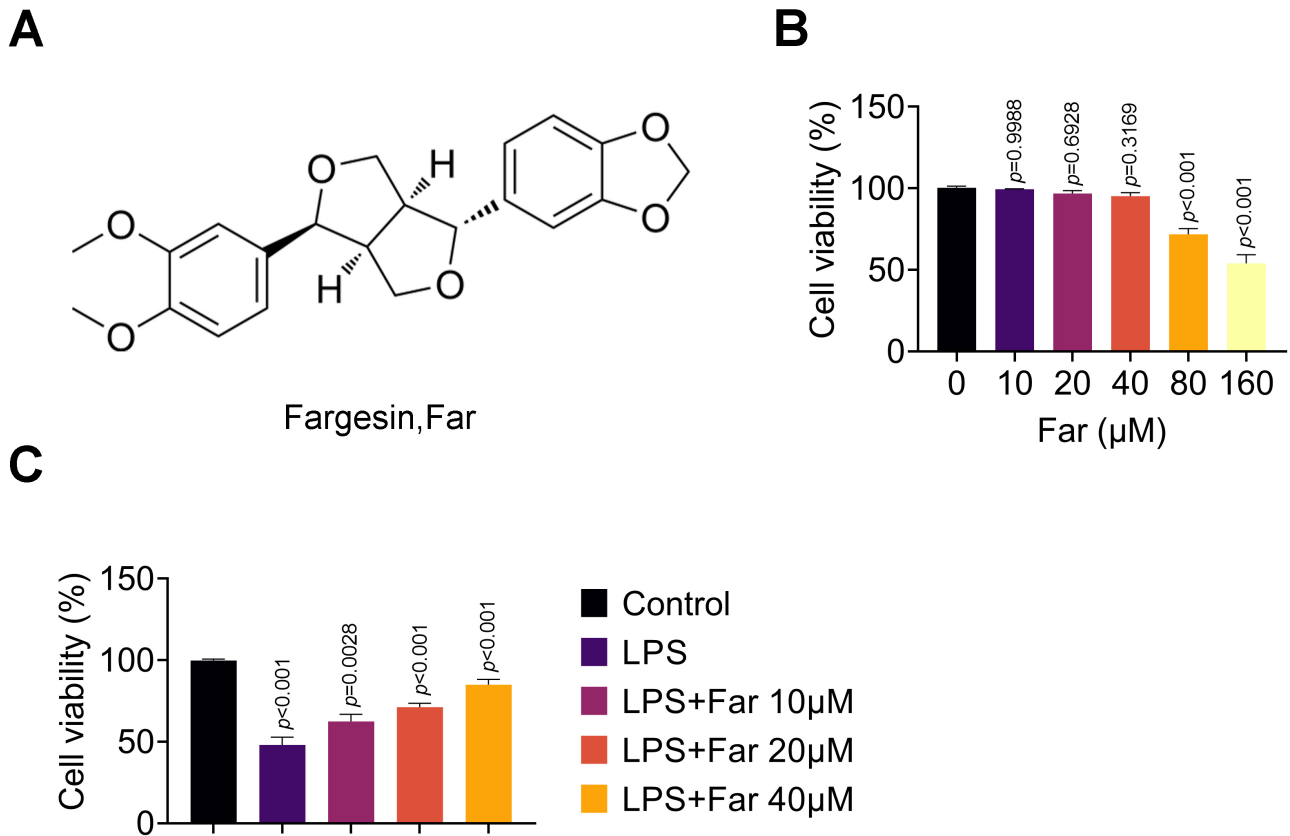 A
O
H
O
O
O
O
H
O
Fargesin,Far
B
Cell viability (%)
150
100
50
0
p=0.9988
p=0.6928
p=0.3169
p<0.001
p<0.001
0 10 20 40 80 160
Far (µM)
C
Cell viability (%)
150
100
50
0
p<0.001
p=0.0028
p<0.001
p<0.001
Control
LPS
LPS+Far 10µM
LPS+Far 20µM
LPS+Far 40µM